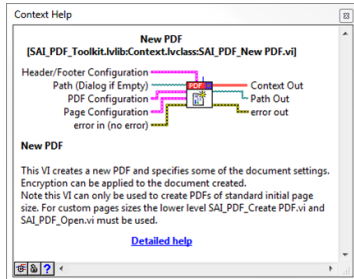 Context Help
New PDF
[SAI_PDF_Toolkit.lvlib:Context.lvclass:SAI_PDF_New PDF.vi]
Header/Footer Configuration
Path (Dialog if Empty)
PDF Configuration
Page Configuration
error in (no error)
PDF
Context Out
Path Out
error out
New PDF
This VI creates a new PDF and specifies some of the document settings.
Encryption can be applied to the document created.
Note this VI can only be used to create PDFs of standard initial page
size. For custom pages sizes the lower level SAI_PDF_Create PDF.vi and
SAI_PDF_Open.vi must be used.
Detailed help
?